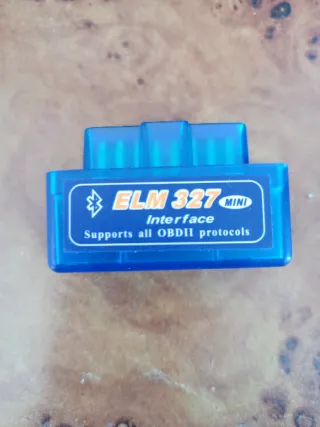 ELM 327 MINI
Interface
Supports all OBDII protocols